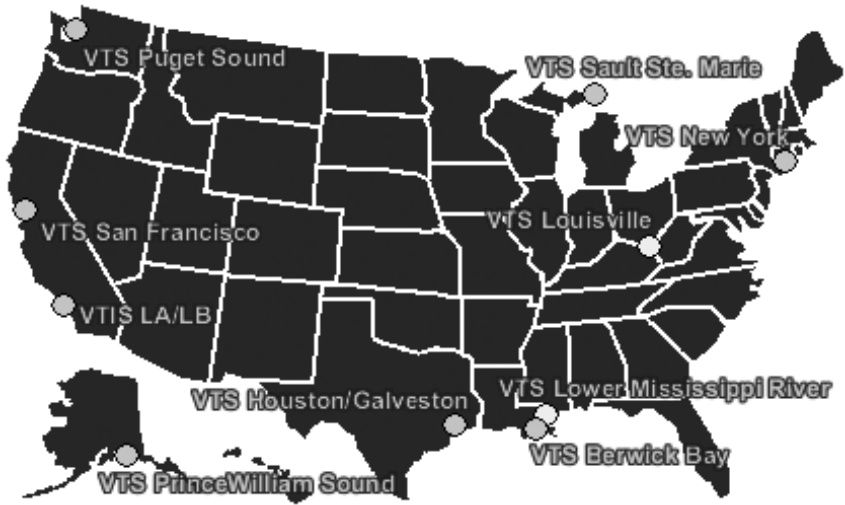 VTS Puget Sound
VTS Sault Ste. Marie
VTS New York
VTS Louisville
VTS San Francisco
VTIS LA/LB
VTS Lower Mississippi River
VTS Houston/Galveston
VTS Berwick Bay
VTS PrinceWilliam Sound